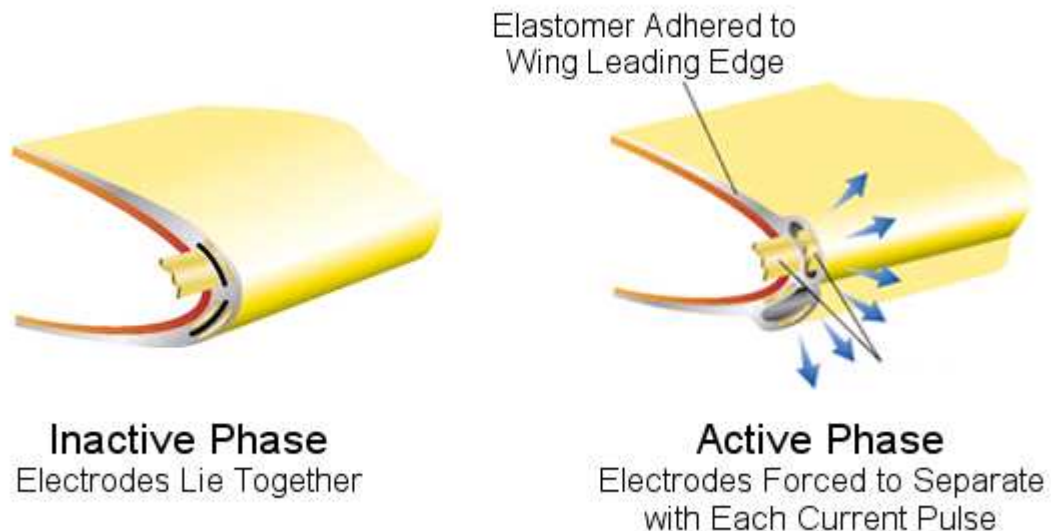 Elastomer Adhered to
Wing Leading Edge
Inactive Phase
Electrodes Lie Together
Active Phase
Electrodes Forced to Separate
with Each Current Pulse